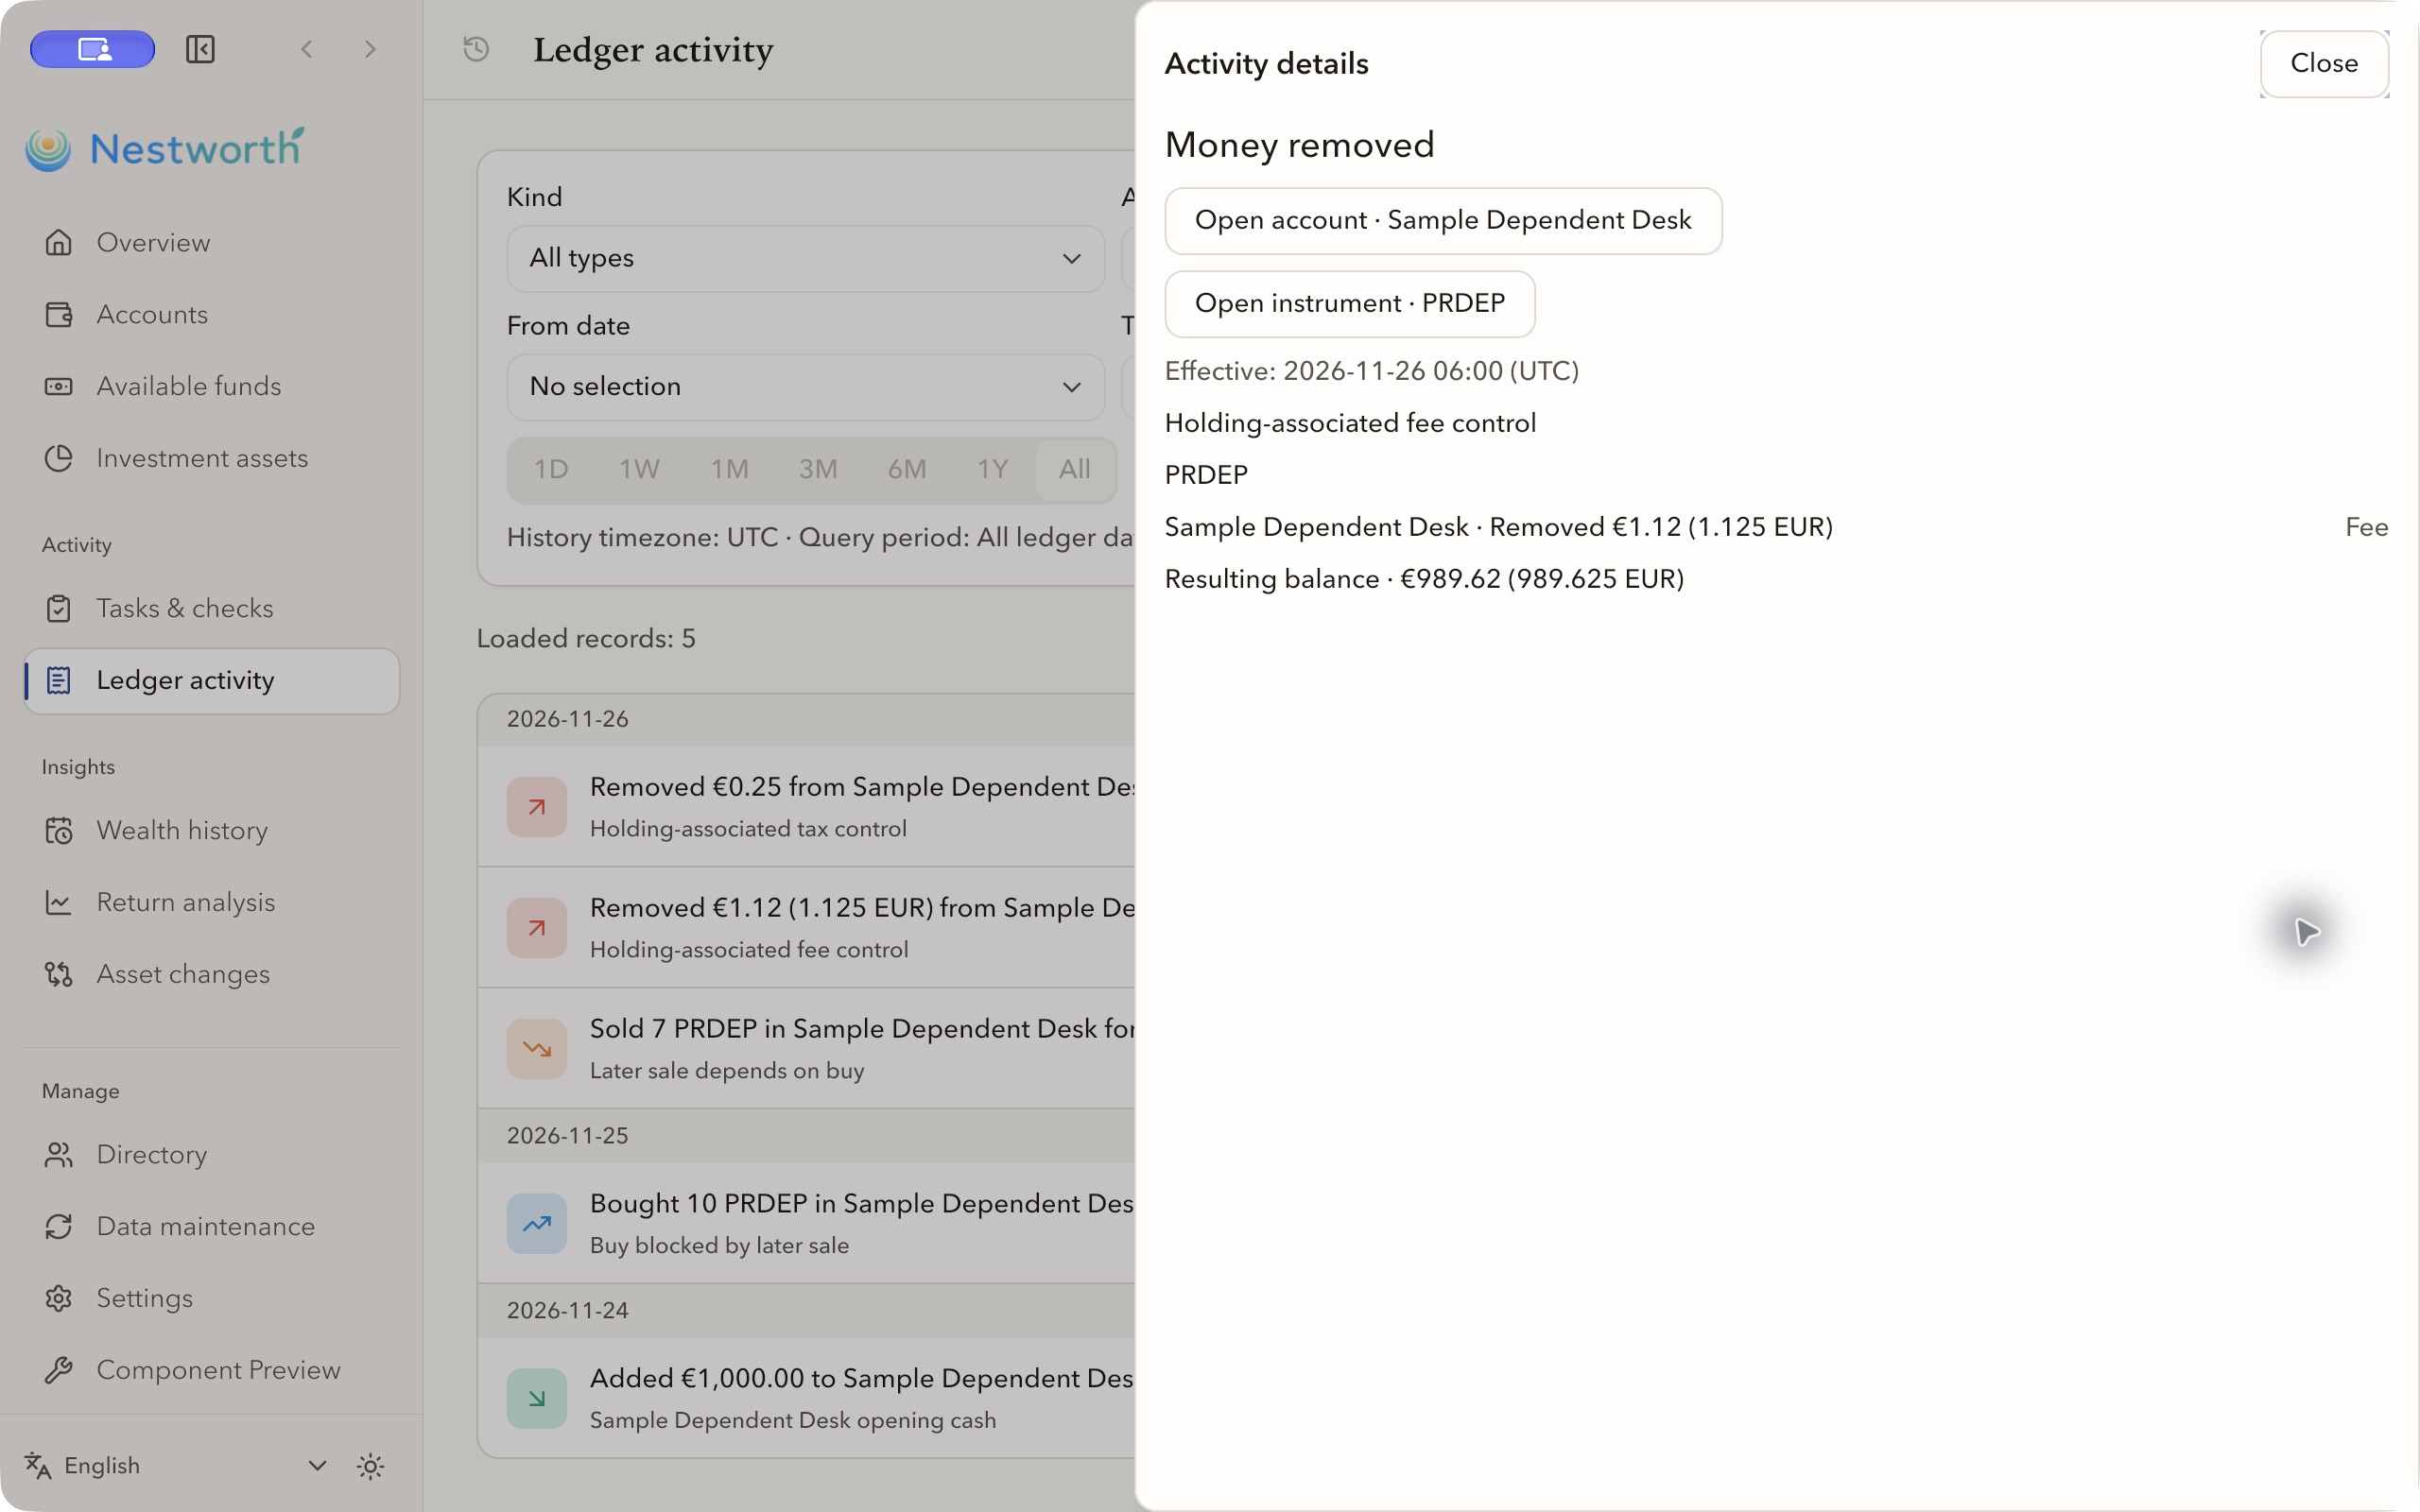 Ledger activity
Nestworth
Overview
Accounts
Available funds
Investment assets
Activity
Tasks & checks
Ledger activity
Insights
Wealth history
Return analysis
Asset changes
Manage
Directory
Data maintenance
Settings
Component Preview
English
Kind
A
All types
From date
T
No selection
1D 1W 1M 3M 6M 1Y All
History timezone: UTC · Query period: All ledger da
Loaded records: 5
2026-11-26
Removed €0.25 from Sample Dependent Des
Holding-associated tax control
Removed €1.12 (1.125 EUR) from Sample De
Holding-associated fee control
Sold 7 PRDEP in Sample Dependent Desk for
Later sale depends on buy
2026-11-25
Bought 10 PRDEP in Sample Dependent Des
Buy blocked by later sale
2026-11-24
Added €1,000.00 to Sample Dependent Des
Sample Dependent Desk opening cash
Activity details
Close
Money removed
Open account · Sample Dependent Desk
Open instrument · PRDEP
Effective: 2026-11-26 06:00 (UTC)
Holding-associated fee control
PRDEP
Sample Dependent Desk · Removed €1.12 (1.125 EUR) Fee
Resulting balance · €989.62 (989.625 EUR)